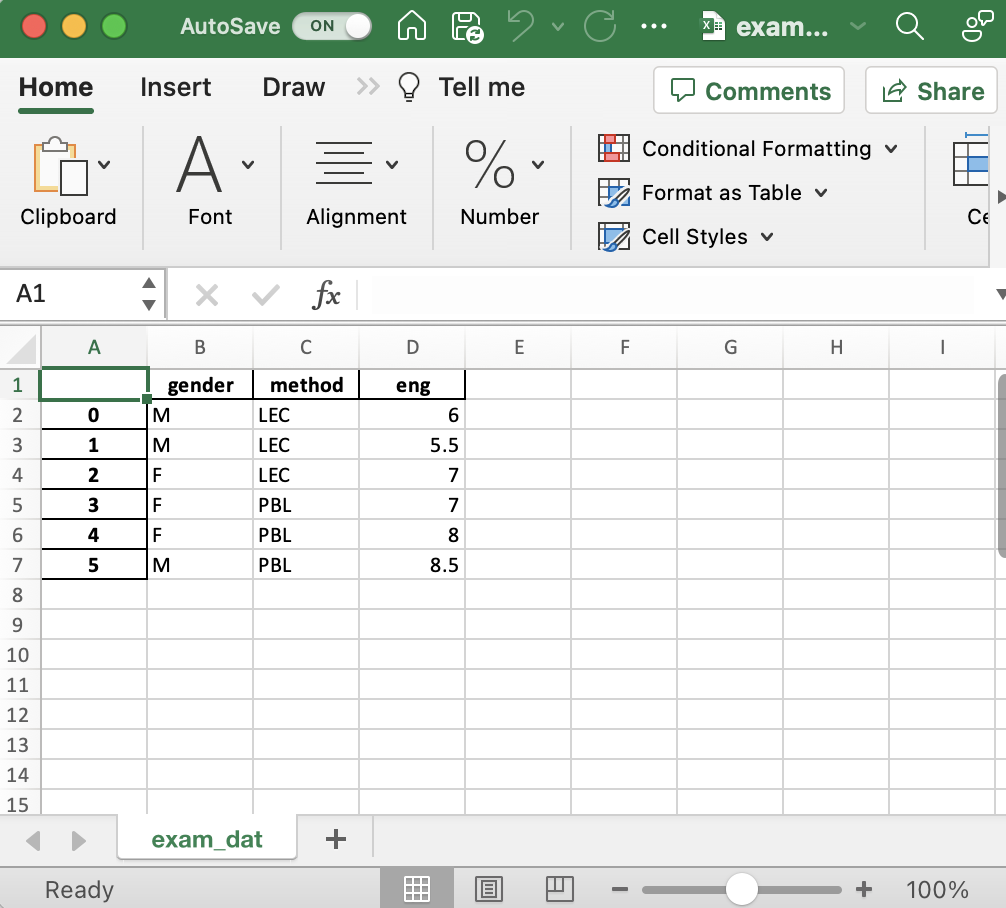 AutoSave ON ... exam...
Home Insert Draw >> Tell me Comments Share
Clipboard Font Alignment % Number Conditional Formatting
Format as Table
Cell Styles
A1 fx
A B C D E F G H I
1 gender method eng
2 0 M LEC 6
3 1 M LEC 5.5
4 2 F LEC 7
5 3 F PBL 7
6 4 F PBL 8
7 5 M PBL 8.5
8
9
10
11
12
13
14
15
exam_dat +
Ready 100%